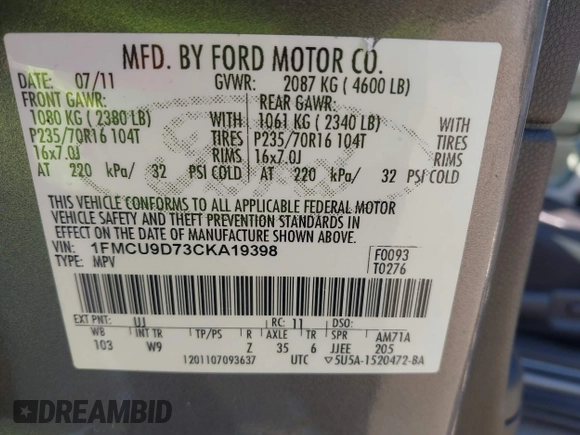 MFD. BY FORD MOTOR CO.
DATE: 07/11 GVWR: 2087 KG ( 4600 LB)
FRONT GAWR: REAR GAWR:
1080 KG ( 2380 LB) WITH 1061 KG ( 2340 LB) WITH
P235/70R16 104T TIRES P235/70R16 104T TIRES
16x7.0J RIMS 16x7.0J RIMS
AT 220 kPa/ 32 PSI COLD AT 220 kPa/ 32 PSI COLD
THIS VEHICLE CONFORMS TO ALL APPLICABLE FEDERAL MOTOR
VEHICLE SAFETY AND THEFT PREVENTION STANDARDS IN
EFFECT ON THE DATE OF MANUFACTURE SHOWN ABOVE.
VIN: 1FMCU9D73CKA19398 F0093
TYPE: MPV T0276
EXT PNT: UJ RC: 11 DSO:
WB INT TR TP/PS R AXLE TR SPR AM71A
103 W9 Z 35 6 JJEE 205
1201107093637 UTC ▽5U5A-1520472-BA
DREAMBID